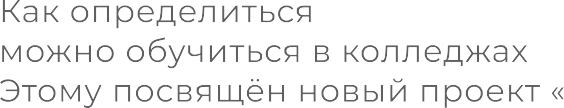 Как определиться
можно обучиться в колледжах
Этому посвящён новый проект «